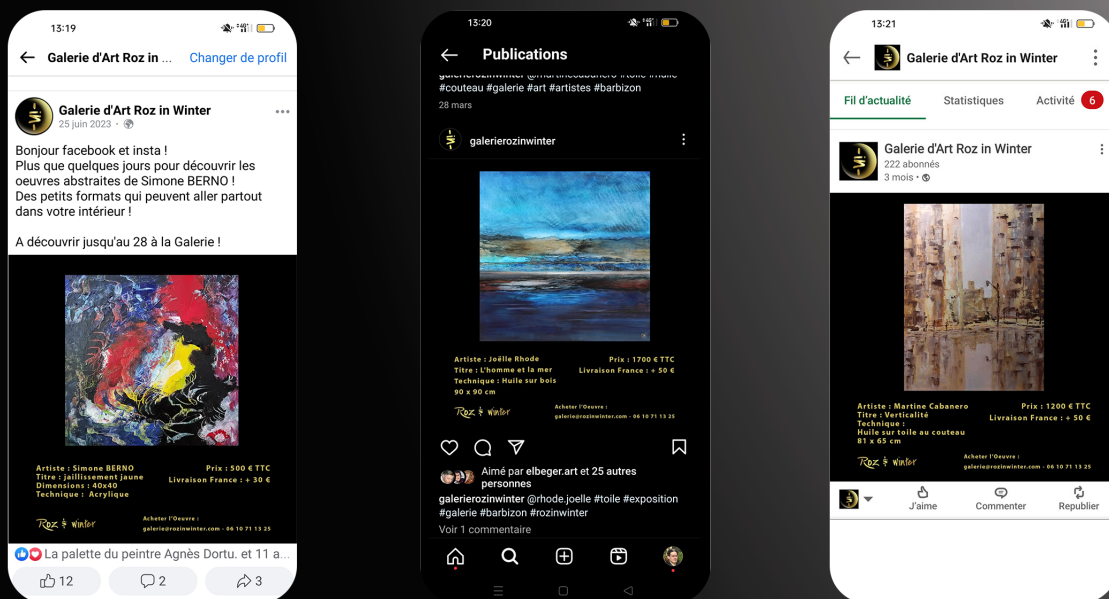 13:19
Galerie d'Art Roz in ...
Changer de profil
Galerie d'Art Roz in Winter
25 juin 2023
Bonjour facebook et insta !
Plus que quelques jours pour découvrir les
oeuvres abstraites de Simone BERNO !
Des petits formats qui peuvent aller partout
dans votre intérieur !
A découvrir jusqu'au 28 à la Galerie !
Artiste : Simone BERNO
Titre : jaillissement jaune
Dimensions : 40x40
Technique : Acrylique
Prix : 500 € TTC
Livraison France : + 30 €
Roz in Winter
Acheter l'Oeuvre :
galerie@rozinwinter.com - 06 10 71 13 25
La palette du peintre Agnès Dortu. et 11 a...
12
2
3
13:20
Publications
galerierozinwinter @martinecabanero #toile #huile
#couteau #galerie #art #artistes #barbizon
28 mars
galerierozinwinter
Artiste : Joëlle Rhode
Titre : L'homme et la mer
Technique : Huile sur bois
90 x 90 cm
Prix : 1700 € TTC
Livraison France : + 50 €
Roz in Winter
Acheter l'Oeuvre :
galerie@rozinwinter.com - 06 10 71 13 25
Aimé par elbeger.art et 25 autres
personnes
galerierozinwinter @rhode.joelle #toile #exposition
#galerie #barbizon #rozinwinter
Voir 1 commentaire
13:21
Galerie d'Art Roz in Winter
Fil d'actualité
Statistiques
Activité 6
Galerie d'Art Roz in Winter
222 abonnés
3 mois
Artiste : Martine Cabanero
Titre : Verticalité
Technique :
Huile sur toile au couteau
81 x 65 cm
Prix : 1200 € TTC
Livraison France : + 50 €
Roz in Winter
Acheter l'Oeuvre :
galerie@rozinwinter.com - 06 10 71 13 25
J'aime
Commenter
Republier